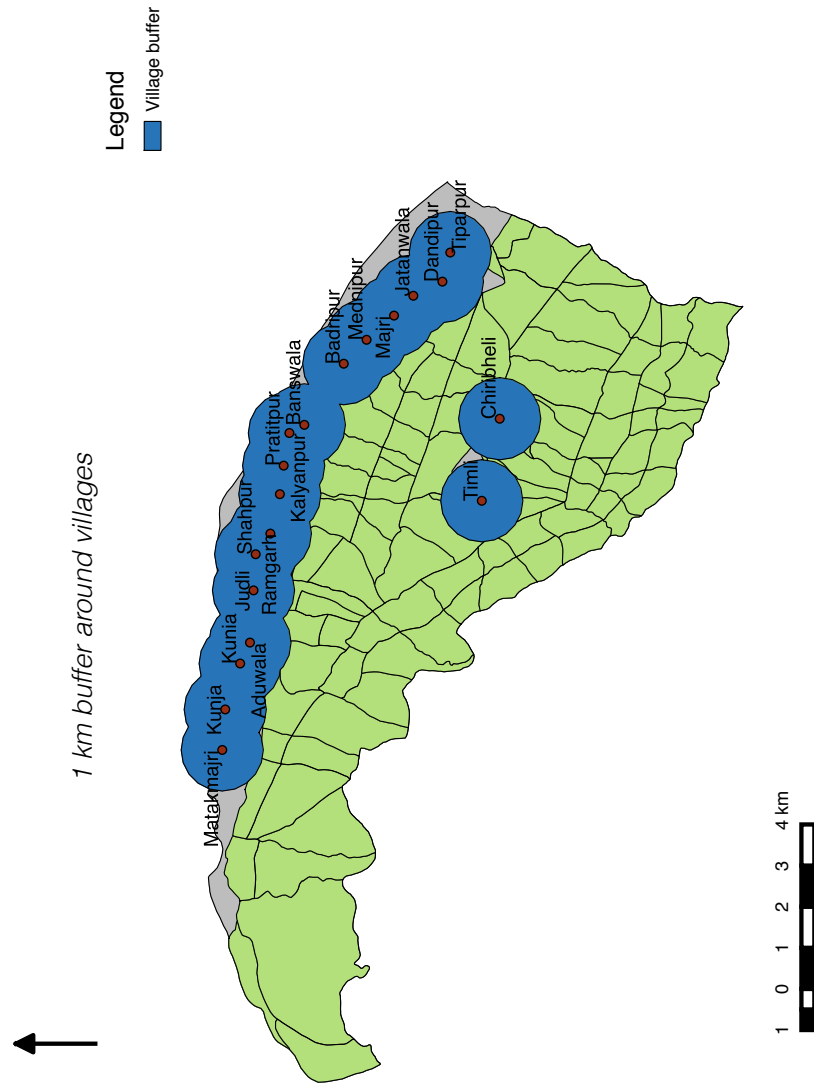 1 km buffer around villages
Legend
Village buffer
Matakmajri
Kunja
Aduwala
Kunia
Judli
Ramgarh
Shahpur
Kalyanpur
Pratitpur
Banswala
Badripur
Mednipur
Majri
Jatanwala
Dandipur
Tiparpur
Timli
Chiribheli
1 0 1 2 3 4 km